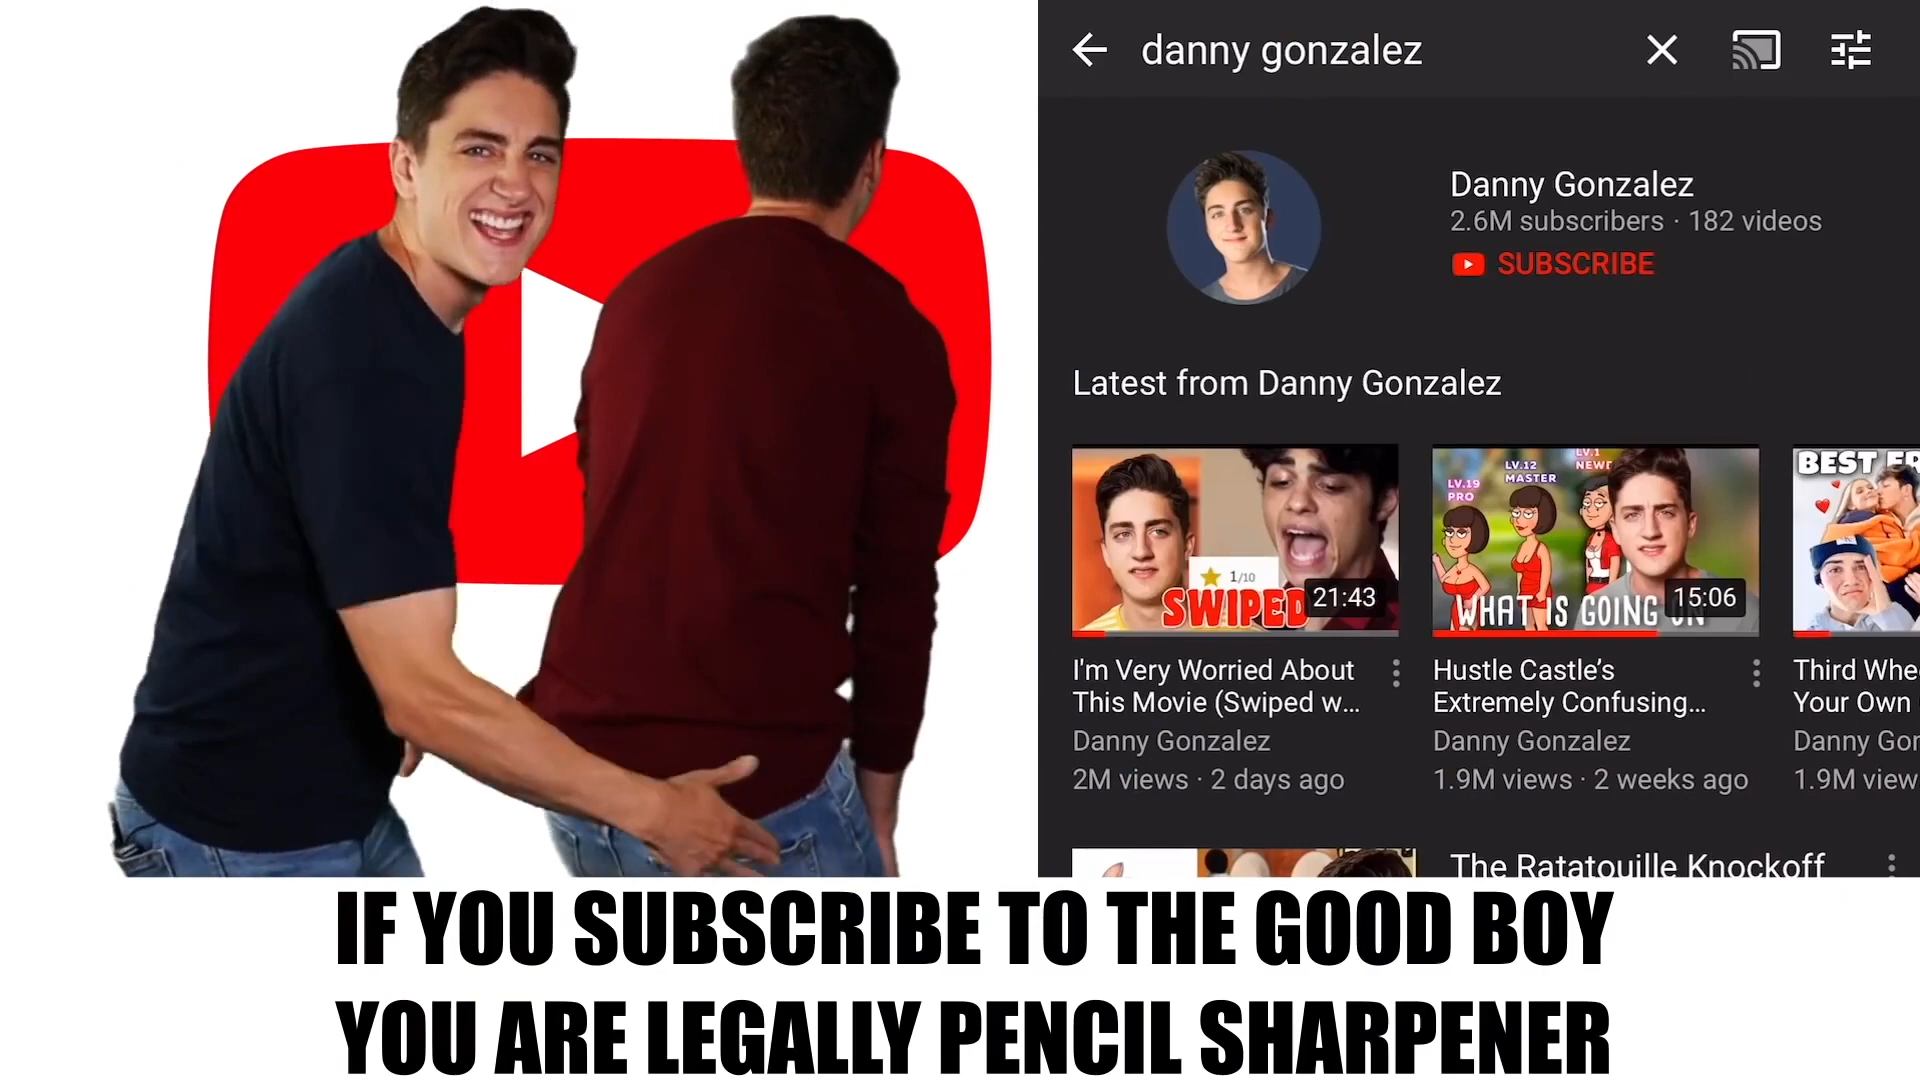 danny gonzalez
Danny Gonzalez
2.6M subscribers · 182 videos
SUBSCRIBE
Latest from Danny Gonzalez
1/10
SWIPED
21:43
LV.19
PRO
LV.12
MASTER
LV.1
WHAT IS GOING ON
15:06
BEST
I'm Very Worried About
This Movie (Swiped w...
Danny Gonzalez
2M views · 2 days ago
Hustle Castle’s
Extremely Confusing...
Danny Gonzalez
1.9M views · 2 weeks ago
Third
Your Own
Danny
1.9M
The Ratatouille Knockoff
IF YOU SUBSCRIBE TO THE GOOD BOY
YOU ARE LEGALLY PENCIL SHARPENER